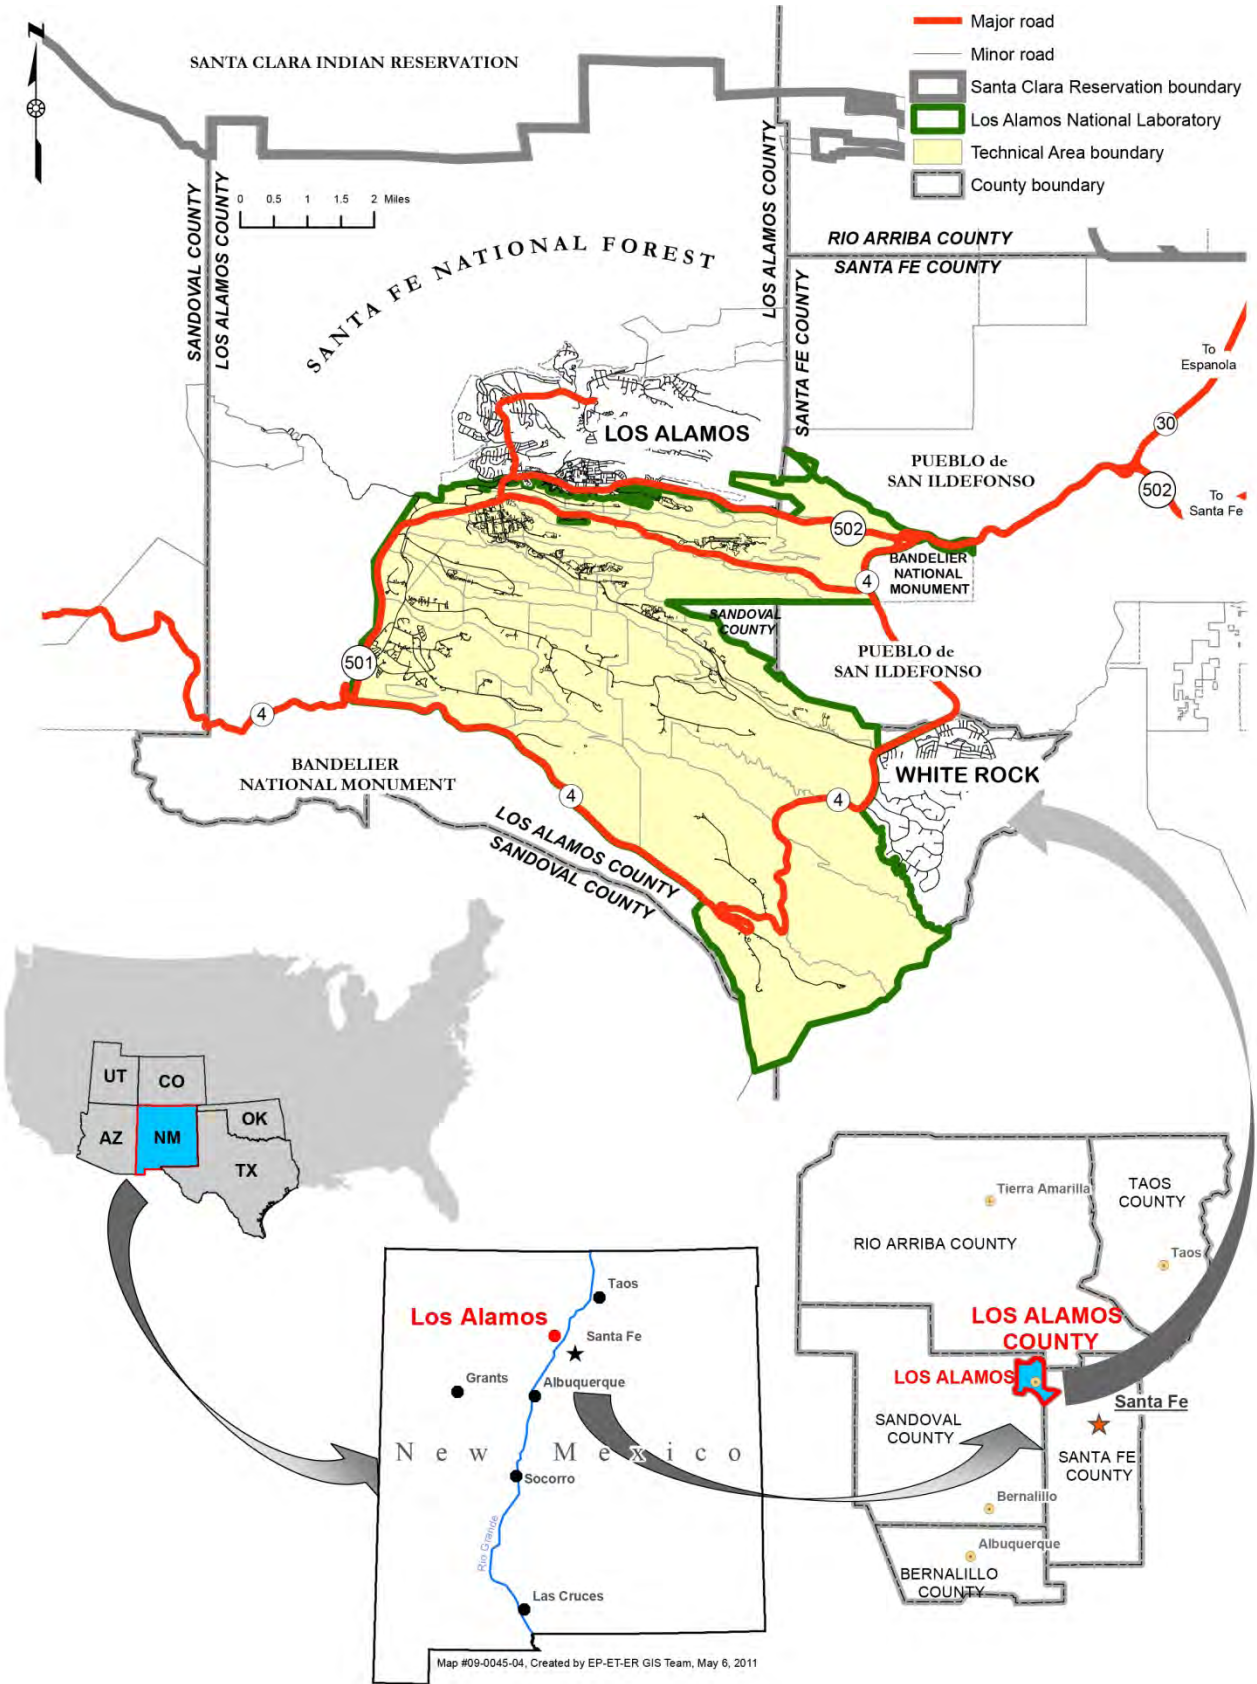 N
SANTA CLARA INDIAN RESERVATION
Major road
Minor road
Santa Clara Reservation boundary
Los Alamos National Laboratory
Technical Area boundary
County boundary
0 0.5 1 1.5 2 Miles
SANDOVAL COUNTY
LOS ALAMOS COUNTY
LOS ALAMOS COUNTY
SANTA FE COUNTY
RIO ARRIBA COUNTY
SANTA FE COUNTY
SANTA FE NATIONAL FOREST
To
Espanola
30
LOS ALAMOS
PUEBLO de
SAN ILDEFONSO
502
To
Santa Fe
502
BANDELIER
NATIONAL
MONUMENT
4
SANDOVAL
COUNTY
PUEBLO de
SAN ILDEFONSO
501
4
BANDELIER
NATIONAL MONUMENT
WHITE ROCK
4
4
LOS ALAMOS COUNTY
SANDOVAL COUNTY
UT
CO
AZ
NM
OK
TX
Tierra Amarilla
TAOS
COUNTY
RIO ARRIBA COUNTY
Taos
LOS ALAMOS
COUNTY
LOS ALAMOS
Santa Fe
SANDOVAL
COUNTY
SANTA FE
COUNTY
Bernalillo
Albuquerque
BERNALILLO
COUNTY
Taos
Los Alamos
Santa Fe
Grants
Albuquerque
New Mexico
Socorro
Rio Grande
Las Cruces
Map #09-0045-04, Created by EP-ET-ER GIS Team, May 6, 2011